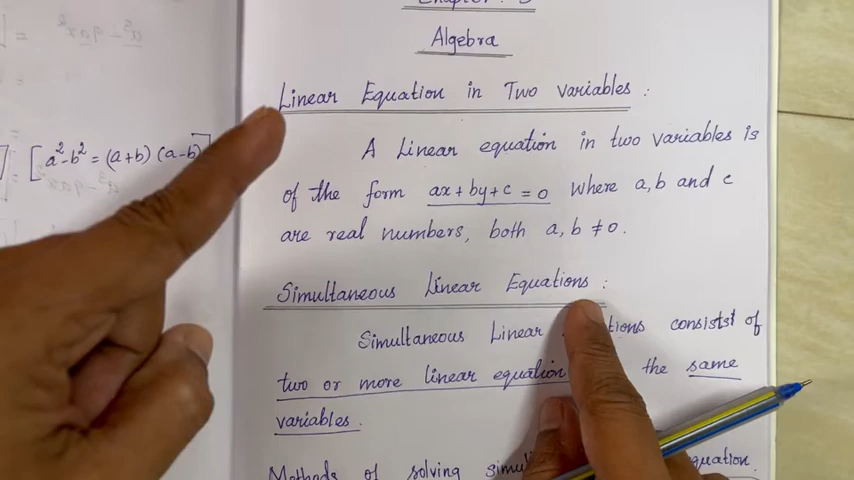 Algebra
Linear Equation in Two variables :
A Linear equation in two variables is
of the form ax + by + c = 0 where a, b and c
are real numbers, both a, b ≠ 0.
Simultaneous Linear Equations :
Simultaneous Linear tions consists of
two or more linear equation the same
variables.
Methods of solving equation.
[a²-b² = (a+b) (a-b)]